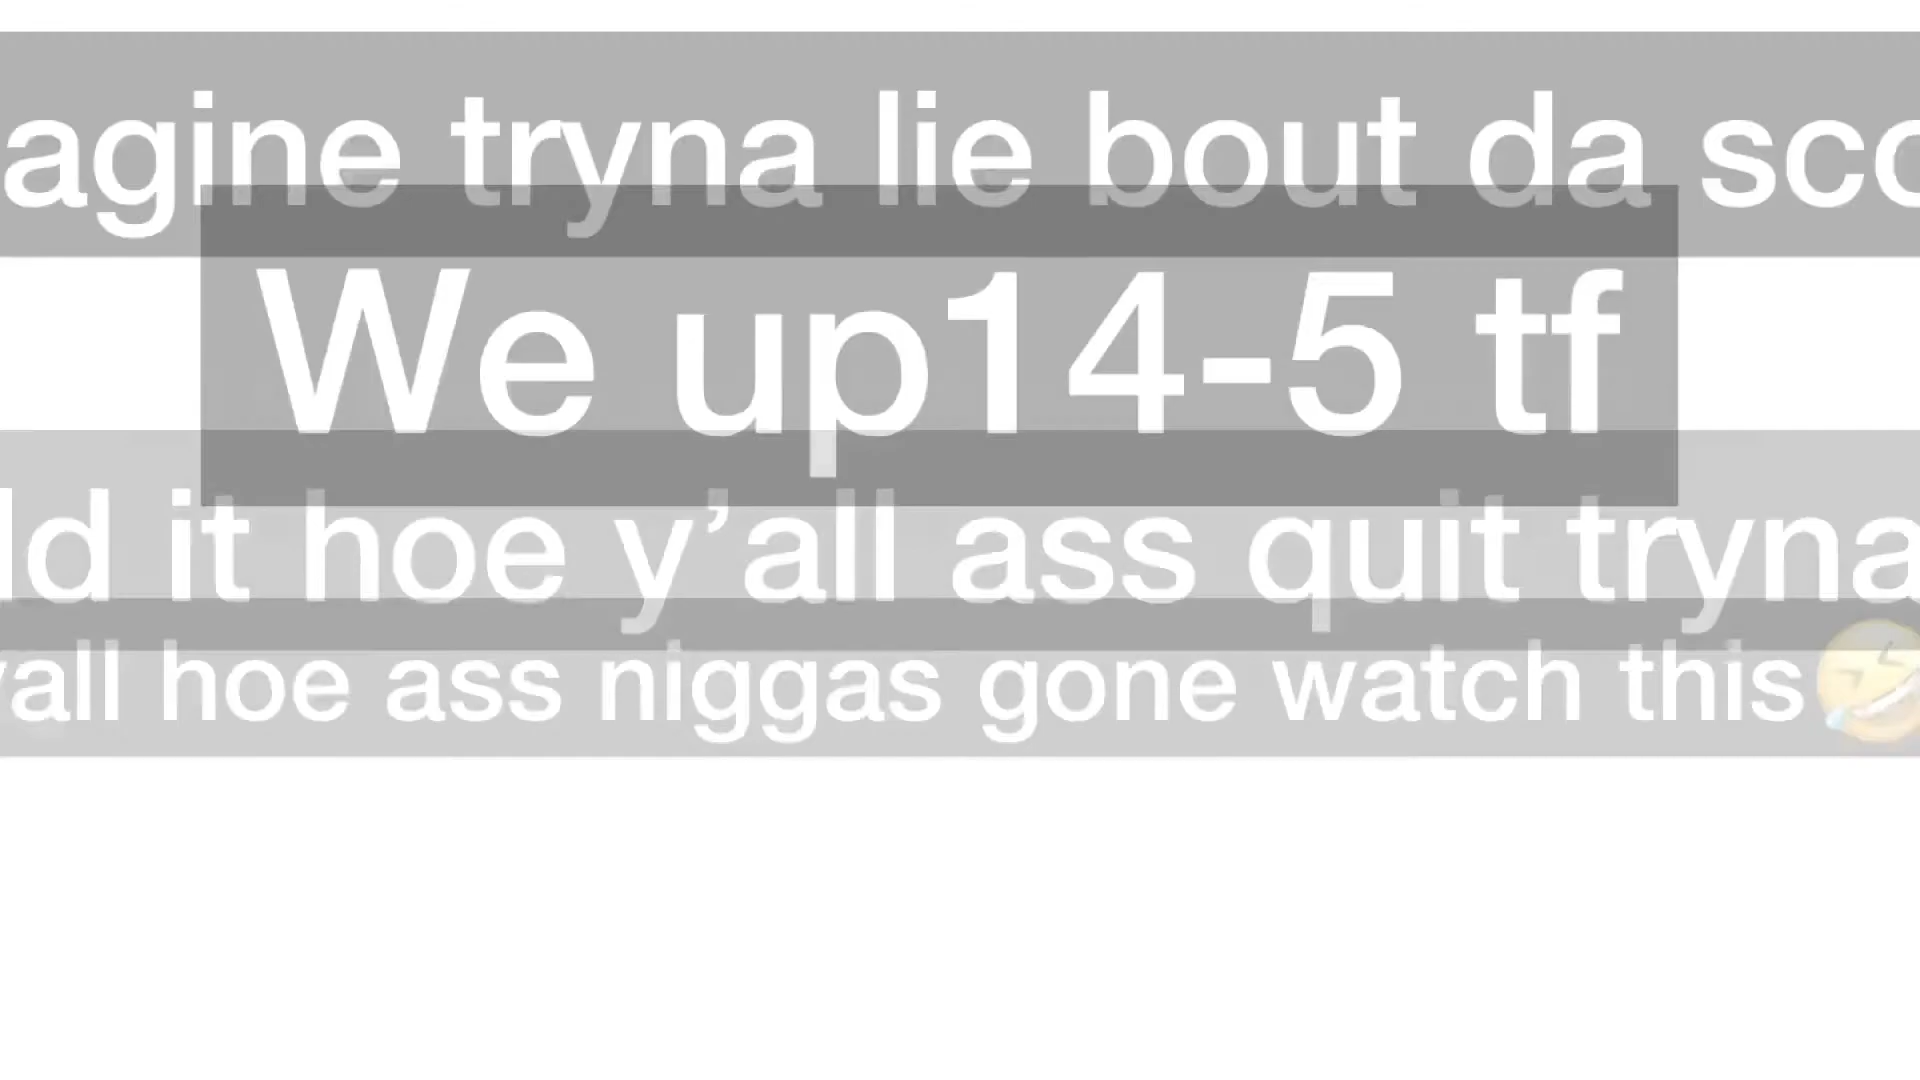 agine tryna lie bout da sco
We up14-5 tf
ld it hoe y’all ass quit tryna
all hoe ass niggas gone watch this🤣